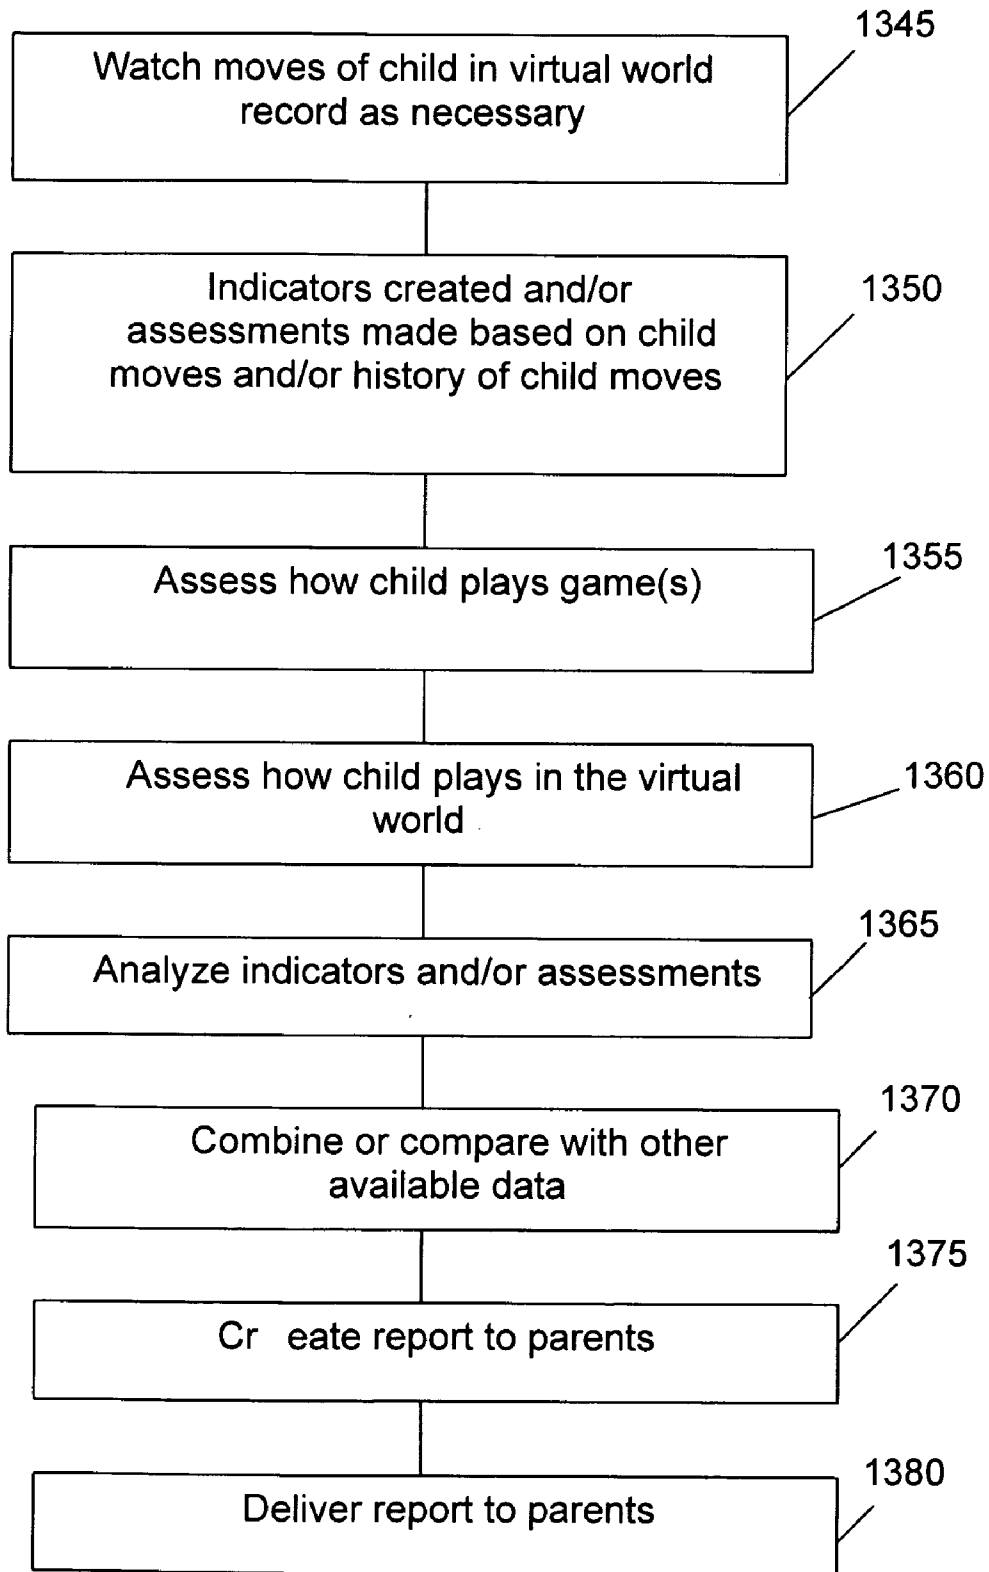 1345
Watch moves of child in virtual world
record as necessary
1350
Indicators created and/or
assessments made based on child
moves and/or history of child moves
1355
Assess how child plays game(s)
1360
Assess how child plays in the virtual
world
1365
Analyze indicators and/or assessments
1370
Combine or compare with other
available data
1375
Cr eate report to parents
1380
Deliver report to parents